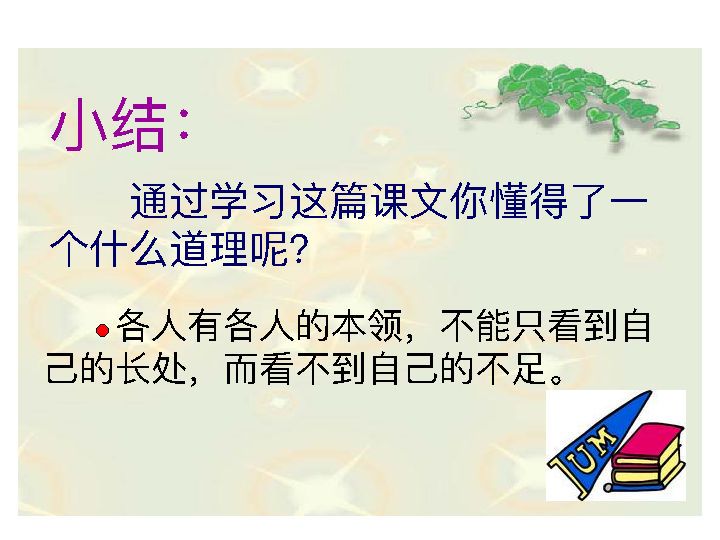 小结：
通过学习这篇课文你懂得了一
个什么道理呢?
●各人有各人的本领，不能只看到自
己的长处，而看不到自己的不足。
UM